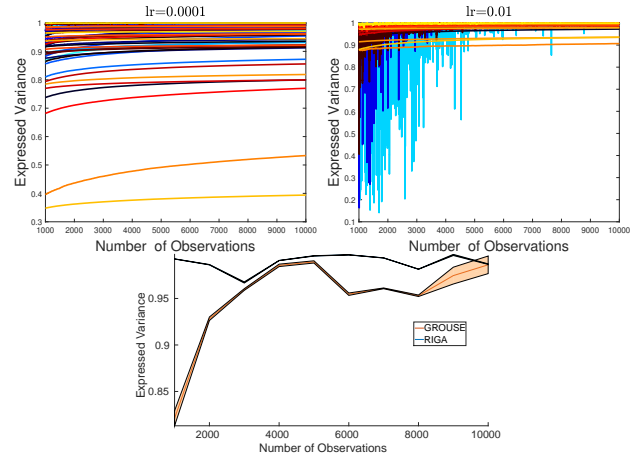 lr=0.0001
Expressed Variance
1
0.9
0.8
0.7
0.6
0.5
0.4
0.3
1000 2000 3000 4000 5000 6000 7000 8000 9000 10000
Number of Observations
lr=0.01
Expressed Variance
1
0.9
0.8
0.7
0.6
0.5
0.4
0.3
0.2
0.1
1000 2000 3000 4000 5000 6000 7000 8000 9000 10000
Number of Observations
Expressed Variance
0.95
0.9
0.85
GROUSE
RIGA
2000 4000 6000 8000 10000
Number of Observations